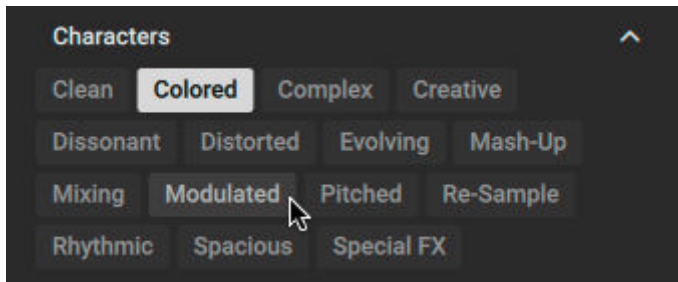 Characters
Clean Colored Complex Creative
Dissonant Distorted Evolving Mash-Up
Mixing Modulated Pitched Re-Sample
Rhythmic Spacious Special FX